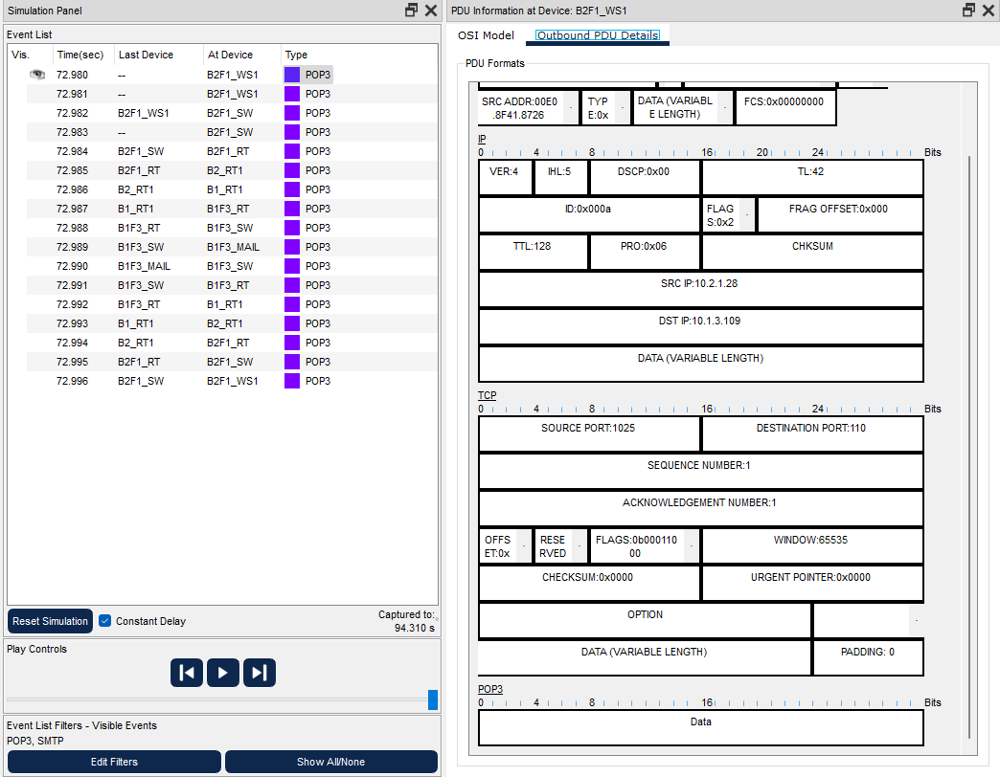 Simulation Panel
Event List
Vis. Time(sec) Last Device At Device Type
72.980 -- B2F1_WS1 POP3
72.981 -- B2F1_WS1 POP3
72.982 B2F1_WS1 B2F1_SW POP3
72.983 -- B2F1_SW POP3
72.984 B2F1_SW B2F1_RT POP3
72.985 B2F1_RT B2_RT1 POP3
72.986 B2_RT1 B1_RT1 POP3
72.987 B1_RT1 B1F3_RT POP3
72.988 B1F3_RT B1F3_SW POP3
72.989 B1F3_SW B1F3_MAIL POP3
72.990 B1F3_MAIL B1F3_SW POP3
72.991 B1F3_SW B1F3_RT POP3
72.992 B1F3_RT B1_RT1 POP3
72.993 B1_RT1 B2_RT1 POP3
72.994 B2_RT1 B2F1_RT POP3
72.995 B2F1_RT B2F1_SW POP3
72.996 B2F1_SW B2F1_WS1 POP3
Reset Simulation Constant Delay
Captured to:
94.310 s
Play Controls
Event List Filters - Visible Events
POP3, SMTP
Edit Filters Show All/None
PDU Information at Device: B2F1_WS1
OSI Model Outbound PDU Details
PDU Formats
SRC ADDR:00E0
.8F41.8726
TYP
E:0x
DATA (VARIABL
E LENGTH)
FCS:0x00000000
IP
0 4 8 16 20 24 Bits
VER:4 IHL:5 DSCP:0x00 TL:42
ID:0x000a
FLAG
S:0x2
FRAG OFFSET:0x000
TTL:128 PRO:0x06 CHKSUM
SRC IP:10.2.1.28
DST IP:10.1.3.109
DATA (VARIABLE LENGTH)
TCP
0 4 8 16 24 Bits
SOURCE PORT:1025 DESTINATION PORT:110
SEQUENCE NUMBER:1
ACKNOWLEDGEMENT NUMBER:1
OFFS
ET:0x
RESE
RVED
FLAGS:0b000110
00
WINDOW:65535
CHECKSUM:0x0000 URGENT POINTER:0x0000
OPTION
DATA (VARIABLE LENGTH) PADDING: 0
POP3
0 4 8 16 Bits
Data